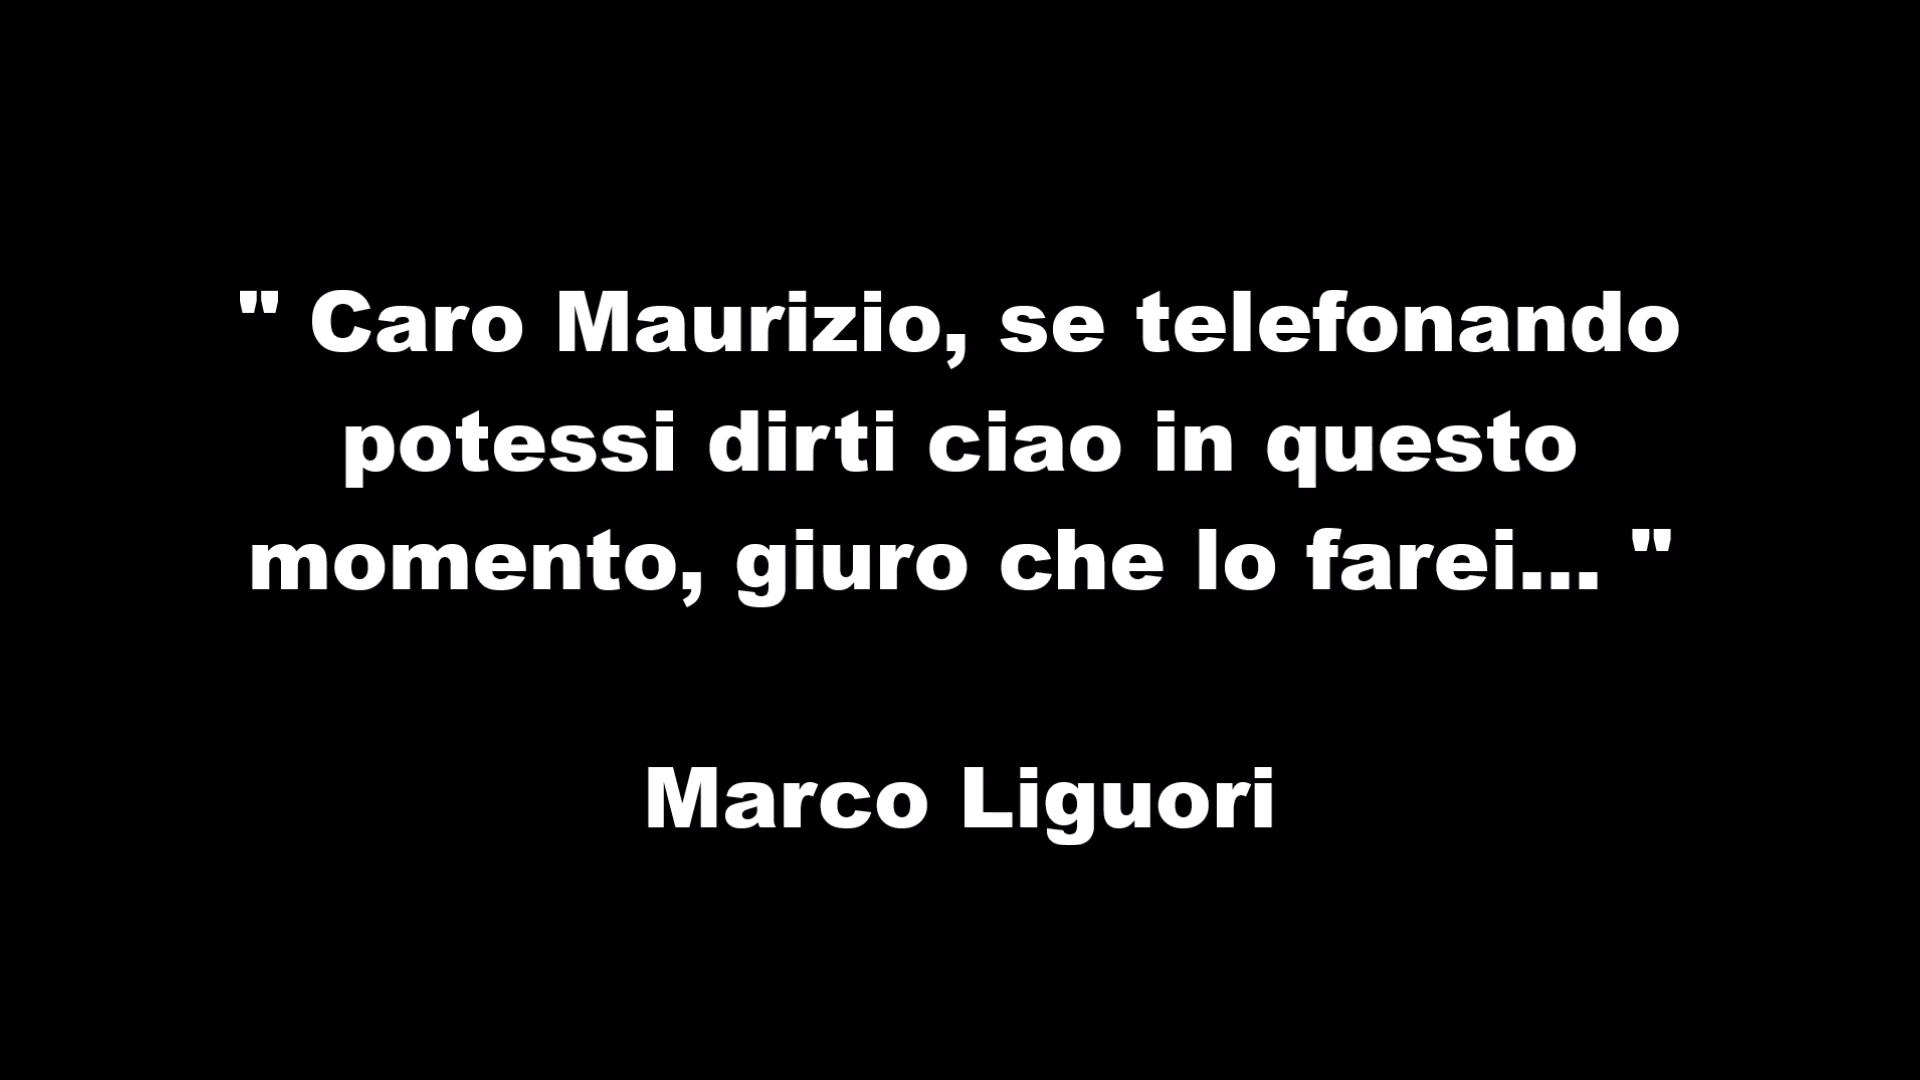 " Caro Maurizio, se telefonando
potessi dirti ciao in questo
momento, giuro che lo farei... "
Marco Liguori